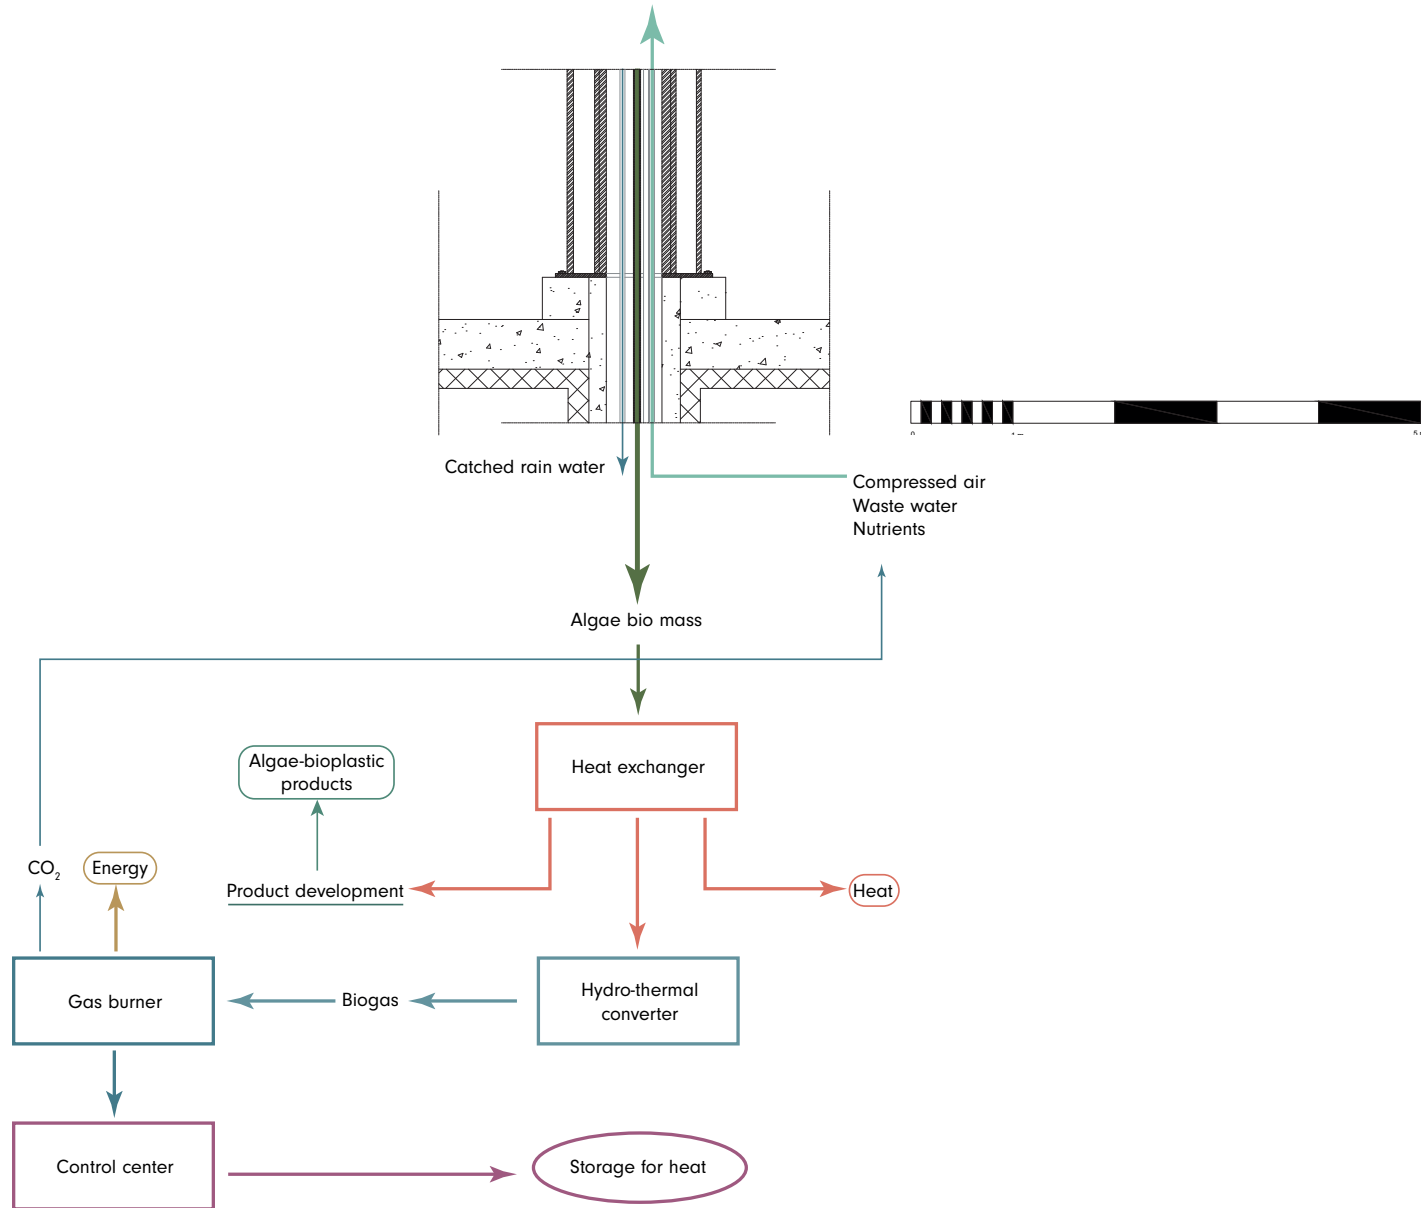 Catched rain water
Compressed air
Waste water
Nutrients
Algae bio mass
Heat exchanger
Algae-bioplastic
products
CO2
Energy
Product development
Heat
Gas burner
Biogas
Hydro-thermal
converter
Control center
Storage for heat